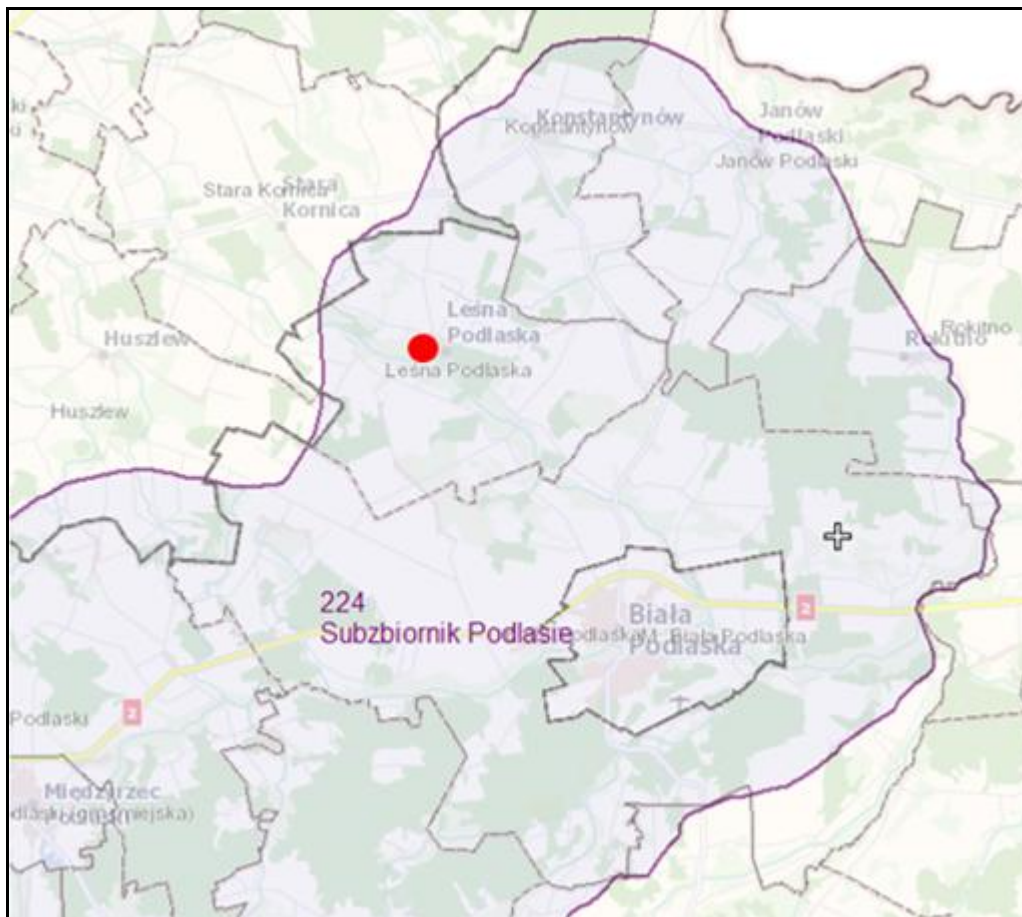 Konstantynów
Konstantynów
Janów
Podlaski
Janów Podlaski
Stara Kornica
Stara
Kornica
Leśna
Podlaska
Leśna Podlaska
Huszlew
Huszlew
Rokitno
Rokitno
224
Subzbiornik Podlasie
Biała
Podlaska
Biała Podlaska
2
2
Podlaski
Międzyrzec